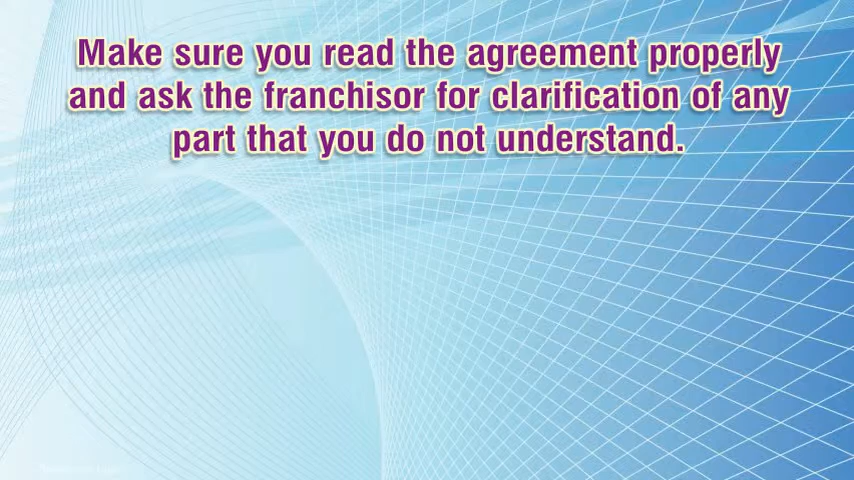 Make sure you read the agreement properly
and ask the franchisor for clarification of any
part that you do not understand.